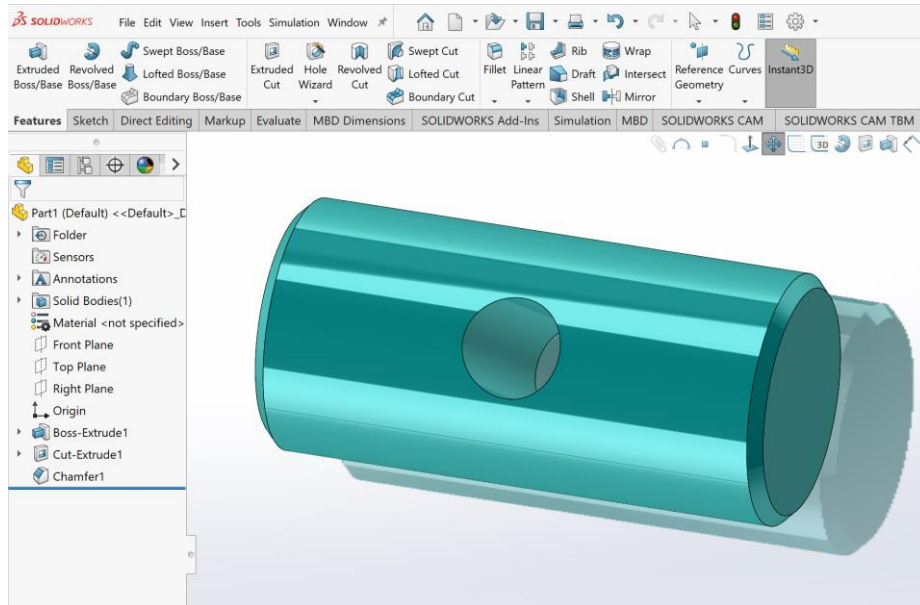 SOLIDWORKS File Edit View Insert Tools Simulation Window
Extruded Boss/Base
Revolved Boss/Base
Swept Boss/Base
Lofted Boss/Base
Boundary Boss/Base
Extruded Cut
Hole Wizard
Revolved Cut
Swept Cut
Lofted Cut
Boundary Cut
Fillet
Linear Pattern
Rib
Draft
Shell
Wrap
Intersect
Mirror
Reference Geometry
Curves
Instant3D
Features Sketch Direct Editing Markup Evaluate MBD Dimensions SOLIDWORKS Add-Ins Simulation MBD SOLIDWORKS CAM SOLIDWORKS CAM TBM
3D
Part1 (Default) <<Default>_D
Folder
Sensors
Annotations
Solid Bodies(1)
Material <not specified>
Front Plane
Top Plane
Right Plane
Origin
Boss-Extrude1
Cut-Extrude1
Chamfer1